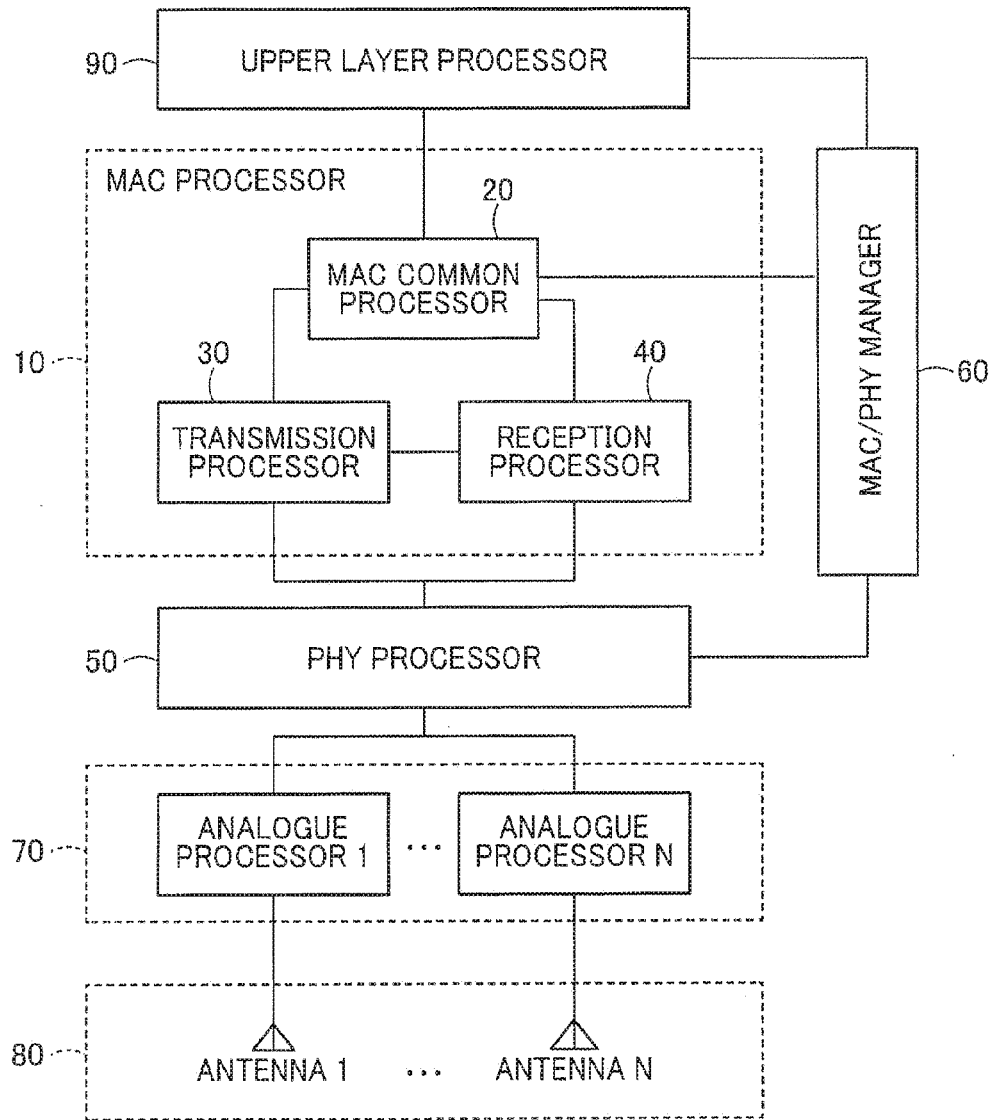 90
UPPER LAYER PROCESSOR
MAC PROCESSOR
20
MAC COMMON
PROCESSOR
10
30
TRANSMISSION
PROCESSOR
40
RECEPTION
PROCESSOR
MAC/PHY MANAGER
60
50
PHY PROCESSOR
70
ANALOGUE
PROCESSOR 1
...
ANALOGUE
PROCESSOR N
80
ANTENNA 1
...
ANTENNA N